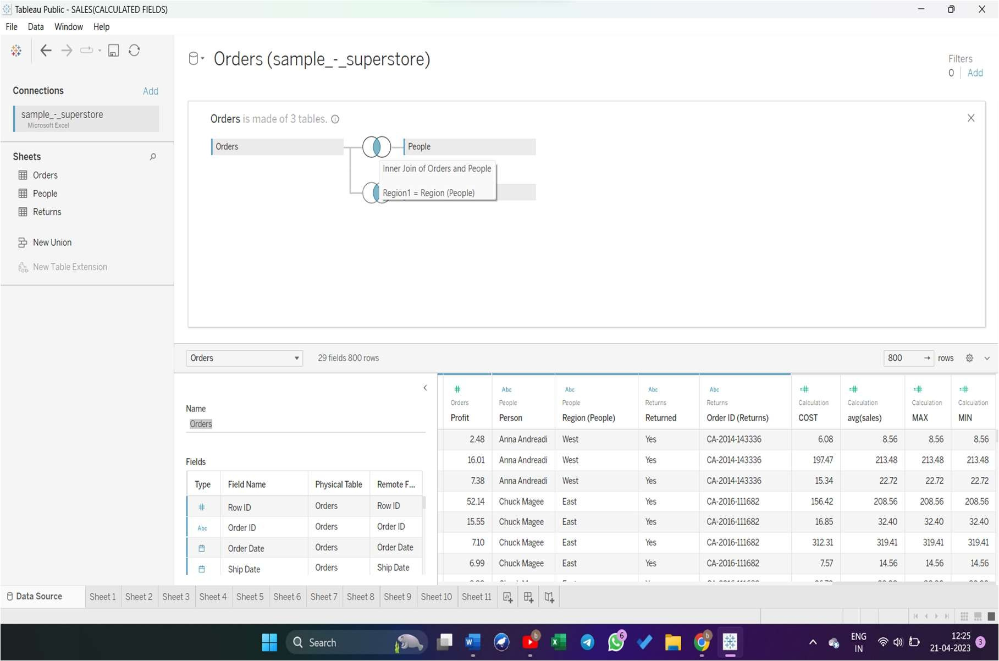 Tableau Public - SALES(CALCULATED FIELDS)
File Data Window Help
Orders (sample_-_superstore)
Filters
0 Add
Connections Add
sample_-_superstore
Microsoft Excel
Sheets
Orders
People
Returns
New Union
New Table Extension
Orders is made of 3 tables.
Orders
People
Inner Join of Orders and People
Region1 = Region (People)
Orders
29 fields 800 rows
800 rows
Name
Orders
Fields
Type Field Name Physical Table Remote F...
# Row ID Orders Row ID
Abc Order ID Orders Order ID
Order Date Orders Order Date
Ship Date Orders Ship Date
# Abc Abc Abc Abc =# =# =# =#
Orders People People Returns Returns Calculation Calculation Calculation Calculation
Profit Person Region (People) Returned Order ID (Returns) COST avg(sales) MAX MIN
2.48 Anna Andreadi West Yes CA-2014-143336 6.08 8.56 8.56 8.56
16.01 Anna Andreadi West Yes CA-2014-143336 197.47 213.48 213.48 213.48
7.38 Anna Andreadi West Yes CA-2014-143336 15.34 22.72 22.72 22.72
52.14 Chuck Magee East Yes CA-2016-111682 156.42 208.56 208.56 208.56
15.55 Chuck Magee East Yes CA-2016-111682 16.85 32.40 32.40 32.40
7.10 Chuck Magee East Yes CA-2016-111682 312.31 319.41 319.41 319.41
6.99 Chuck Magee East Yes CA-2016-111682 7.57 14.56 14.56 14.56
Data Source Sheet 1 Sheet 2 Sheet 3 Sheet 4 Sheet 5 Sheet 6 Sheet 7 Sheet 8 Sheet 9 Sheet 10 Sheet 11
Search
b
6
b
ENG
IN
12:25
21-04-2023
3